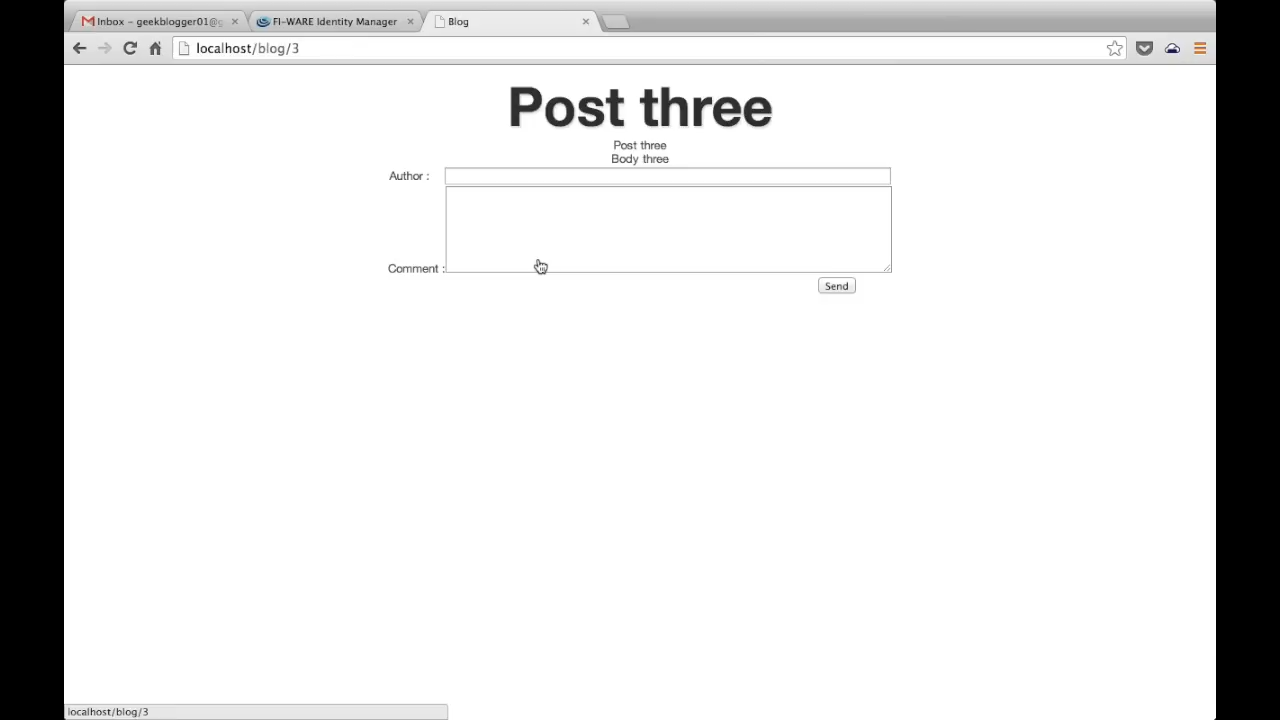 Inbox – geekblogger01@g
FI-WARE Identity Manager
Blog
localhost/blog/3
Post three
Post three
Body three
Author :
Comment :
Send
localhost/blog/3